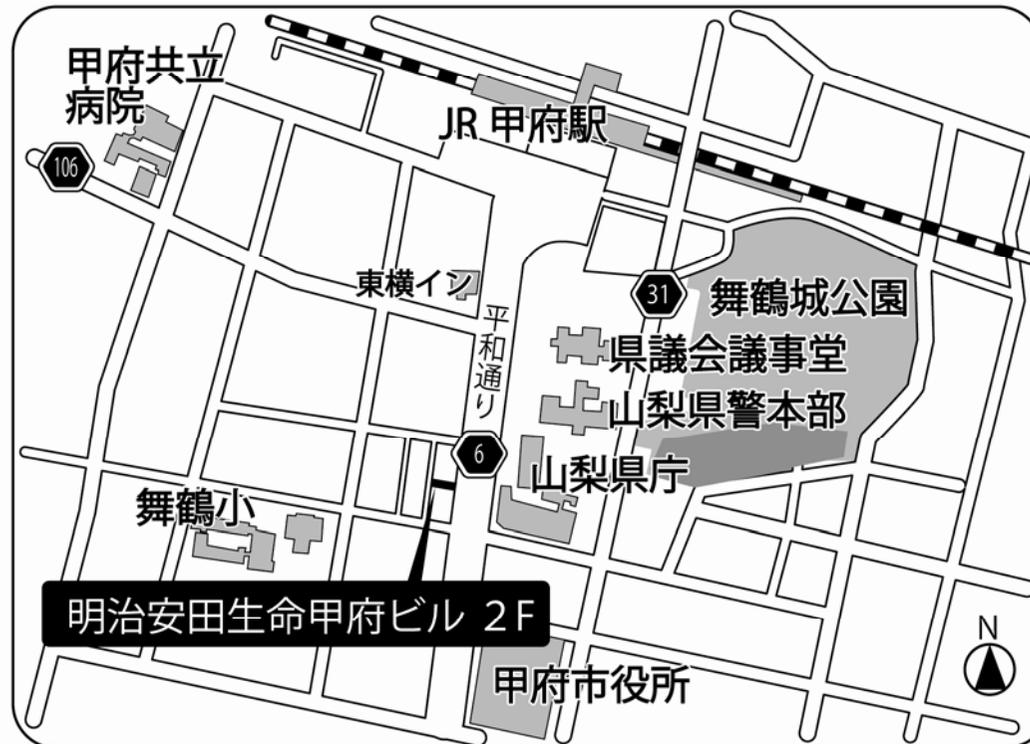 甲府共立
病院
JR 甲府駅
106
東横イン
31
舞鶴城公園
平和通り
県議会議事堂
山梨県警本部
6
山梨県庁
舞鶴小
明治安田生命甲府ビル 2F
甲府市役所
N